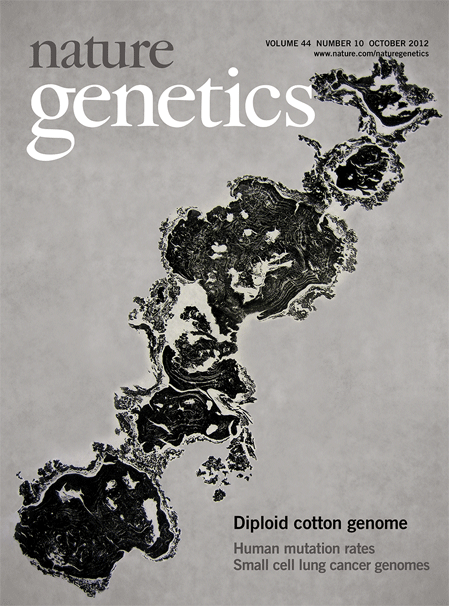 nature
genetics
VOLUME 44 NUMBER 10 OCTOBER 2012
www.nature.com/naturegenetics
Diploid cotton genome
Human mutation rates
Small cell lung cancer genomes